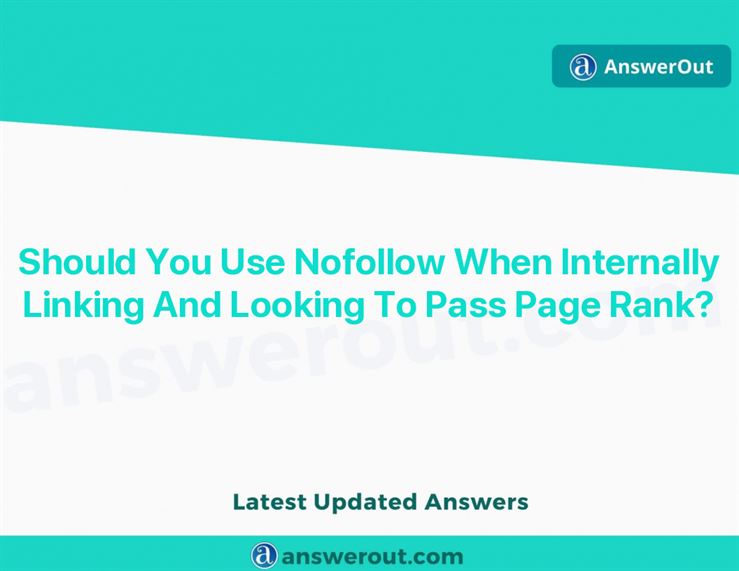 AnswerOut
Should You Use Nofollow When Internally
Linking And Looking To Pass Page Rank?
answerout.com
Latest Updated Answers
answerout.com